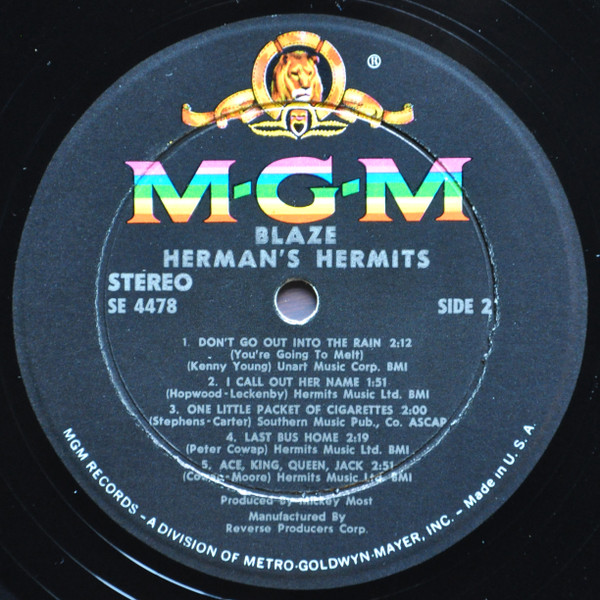 ®
M-G-M
BLAZE
HERMAN'S HERMITS
STEREO
SE 4478
SIDE 2
1. DON'T GO OUT INTO THE RAIN 2:12
(You're Going To Melt)
(Kenny Young) Unart Music Corp. BMI
2. I CALL OUT HER NAME 1:51
(Hopwood-Leckenby) Hermits Music Ltd. BMI
3. ONE LITTLE PACKET OF CIGARETTES 2:00
(Stephens-Carter) Southern Music Pub., Co. ASCAP
4. LAST BUS HOME 2:19
(Peter Cowap) Hermits Music Ltd. BMI
5. ACE, KING, QUEEN, JACK 2:51
(Cowap-Moore) Hermits Music Ltd. BMI
Produced By Mickey Most
Manufactured By
Reverse Producers Corp.
MGM RECORDS - A DIVISION OF METRO-GOLDWYN-MAYER, INC. - Made in U.S.A.